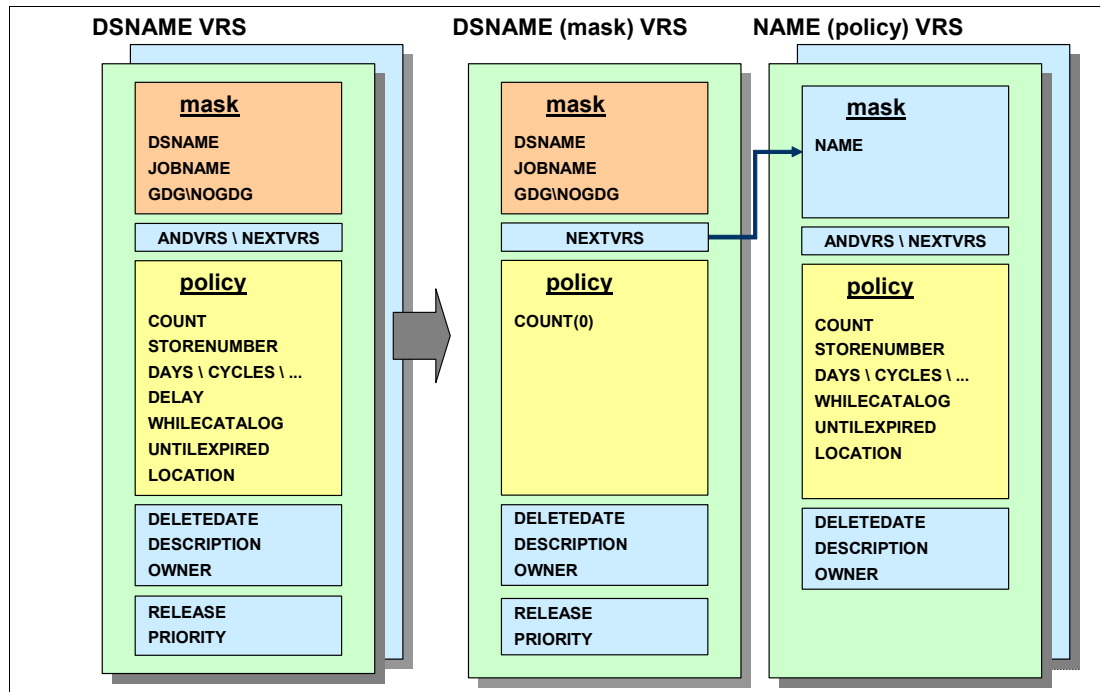 DSNAME VRS
mask
DSNAME
JOBNAME
GDG\NOGDG
ANDVRS \ NEXTVRS
policy
COUNT
STORENUMBER
DAYS \ CYCLES \ ...
DELAY
WHILECATALOG
UNTILEXPIRED
LOCATION
DELETEDATE
DESCRIPTION
OWNER
RELEASE
PRIORITY
DSNAME (mask) VRS
mask
DSNAME
JOBNAME
GDG\NOGDG
NEXTVRS
policy
COUNT(0)
DELETEDATE
DESCRIPTION
OWNER
RELEASE
PRIORITY
NAME (policy) VRS
mask
NAME
ANDVRS \ NEXTVRS
policy
COUNT
STORENUMBER
DAYS \ CYCLES \ ...
WHILECATALOG
UNTILEXPIRED
LOCATION
DELETEDATE
DESCRIPTION
OWNER